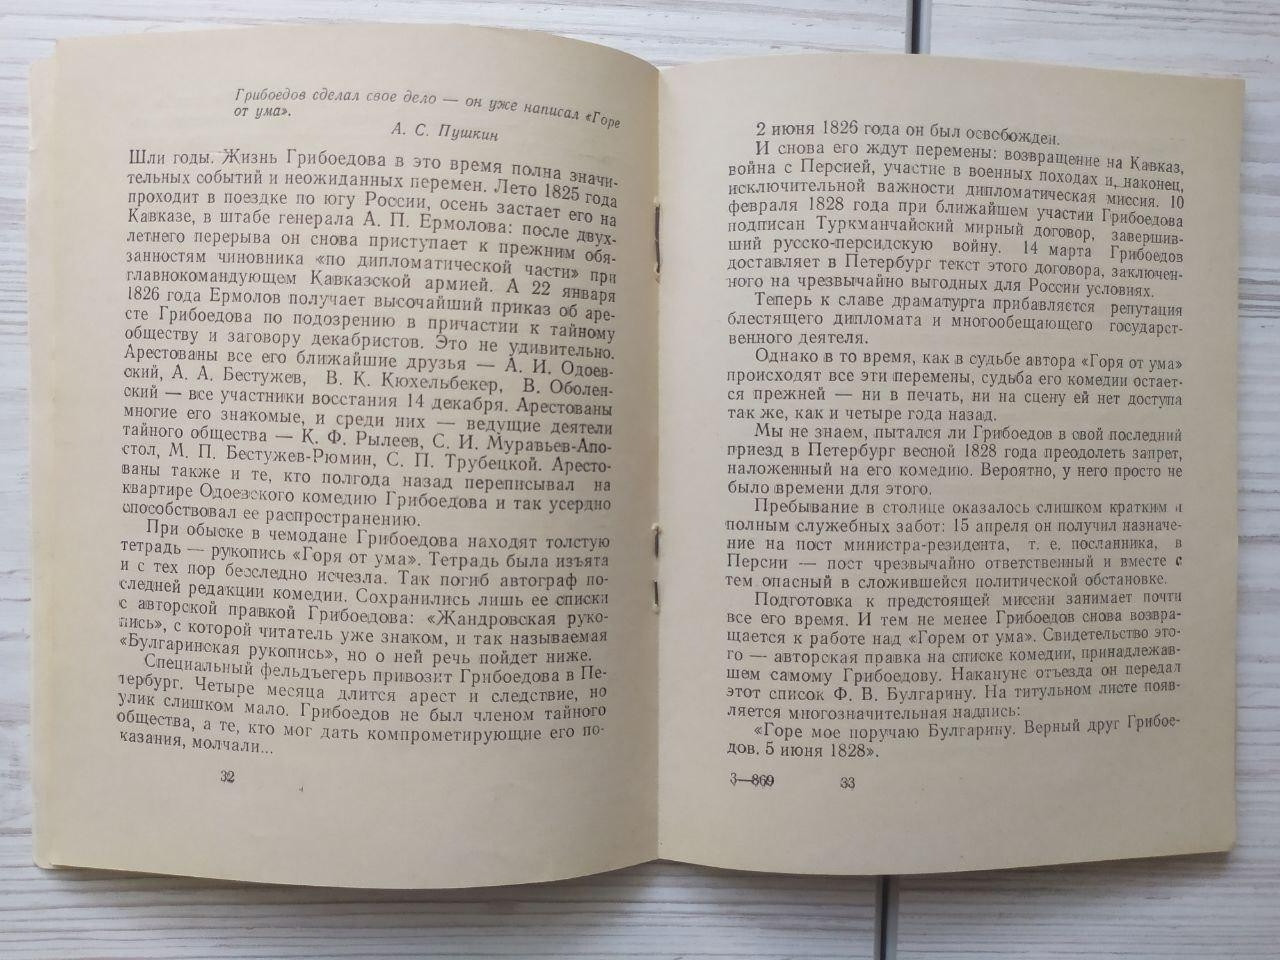 Грибоедов сделал свое дело — он уже написал «Горе
от ума».
А. С. Пушкин
Шли годы. Жизнь Грибоедова в это время полна значи-
тельных событий и неожиданных перемен. Лето 1825 года
проходит в поездке по югу России, осень застает его на
Кавказе, в штабе генерала А. П. Ермолова: после двух-
летнего перерыва он снова приступает к прежним обя-
занностям чиновника «по дипломатической части» при
главнокомандующем Кавказской армией. А 22 января
1826 года Ермолов получает высочайший приказ об аре-
сте Грибоедова по подозрению в причастии к тайному
обществу и заговору декабристов. Это не удивительно.
Арестованы все его ближайшие друзья — А. И. Одоев-
ский, А. А. Бестужев, В. К. Кюхельбекер, В. Оболен-
ский — все участники восстания 14 декабря. Арестованы
многие его знакомые, и среди них — ведущие деятели
тайного общества — К. Ф. Рылеев, С. И. Муравьев-Апо-
стол, М. П. Бестужев-Рюмин, С. П. Трубецкой. Аресто-
ваны также и те, кто полгода назад переписывал на
квартире Одоевского комедию Грибоедова и так усердно
способствовал ее распространению.
При обыске в чемодане Грибоедова находят толстую
тетрадь — рукопись «Горя от ума». Тетрадь была изъята
и с тех пор бесследно исчезла. Так погиб автограф по-
следней редакции комедии. Сохранились лишь ее списки
с авторской правкой Грибоедова: «Жандровская руко-
пись», с которой читатель уже знаком, и так называемая
«Булгаринская рукопись», но о ней речь пойдет ниже.
Специальный фельдъегерь привозит Грибоедова в Пе-
тербург. Четыре месяца длится арест и следствие, но
улик слишком мало. Грибоедов не был членом тайного
общества, а те, кто мог дать компрометирующие его по-
казания, молчали...
32
2 июня 1826 года он был освобожден.
И снова его ждут перемены: возвращение на Кавказ,
война с Персией, участие в военных походах и, наконец,
исключительной важности дипломатическая миссия. 10
февраля 1828 года при ближайшем участии Грибоедова
подписан Туркманчайский мирный договор, завершив-
ший русско-персидскую войну. 14 марта Грибоедов
доставляет в Петербург текст этого договора, заключен-
ного на чрезвычайно выгодных для России условиях.
Теперь к славе драматурга прибавляется репутация
блестящего дипломата и многообещающего государст-
венного деятеля.
Однако в то время, как в судьбе автора «Горя от ума»
происходят все эти перемены, судьба его комедии остает-
ся прежней — ни в печать, ни на сцену ей нет доступа
так же, как и четыре года назад.
Мы не знаем, пытался ли Грибоедов в свой последний
приезд в Петербург весной 1828 года преодолеть запрет,
наложенный на его комедию. Вероятно, у него просто не
было времени для этого.
Пребывание в столице оказалось слишком кратким и
полным служебных забот: 15 апреля он получил назначе-
ние на пост министра-резидента, т. е. посланника, в
Персии — пост чрезвычайно ответственный и вместе с
тем опасный в сложившейся политической обстановке.
Подготовка к предстоящей миссии занимает почти
все его время. И тем не менее Грибоедов снова возвра-
щается к работе над «Горем от ума». Свидетельство это-
го — авторская правка на списке комедии, принадлежав-
шем самому Грибоедову. Накануне отъезда он передал
этот список Ф. В. Булгарину. На титульном листе появ-
ляется многозначительная надпись:
«Горе мое поручаю Булгарину. Верный друг Грибое-
дов. 5 июня 1828».
3—869 33